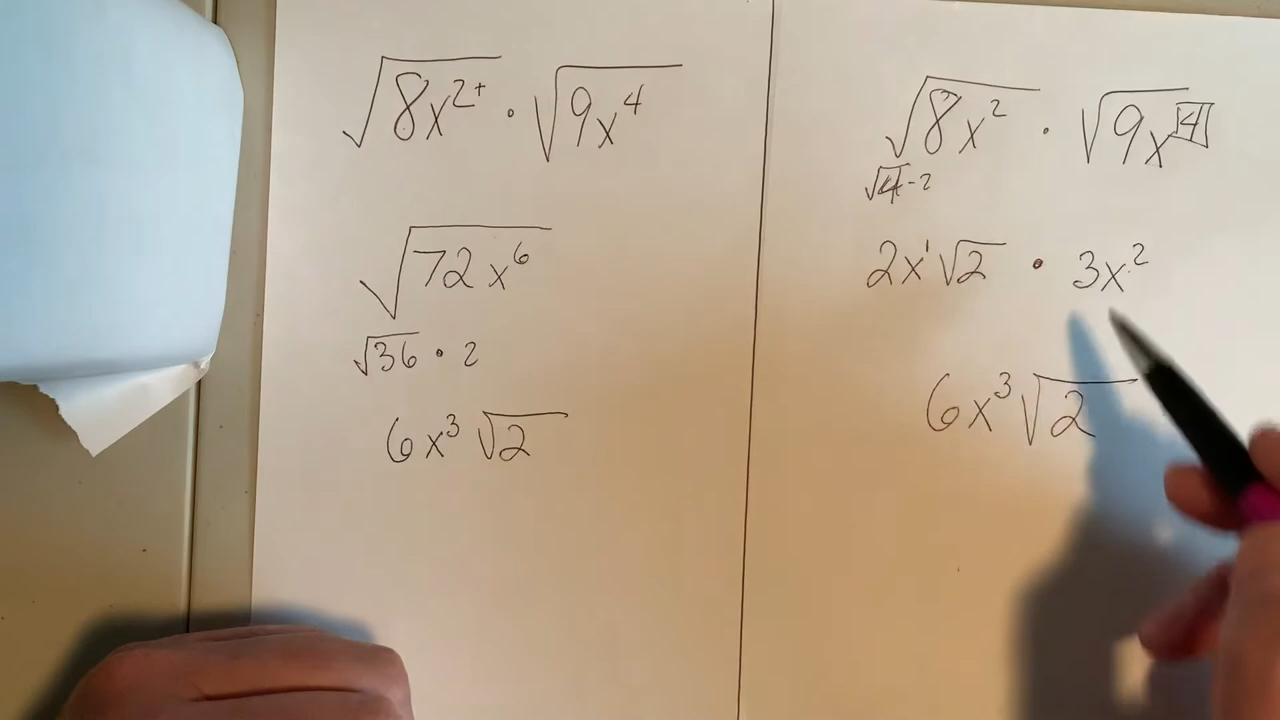 √8x²⁺ · √9x⁴
√72x⁶
√36 · 2
6x³√2
√8x² · √9x⁴
√4 - 2
2x¹√2 · 3x²
6x³√2